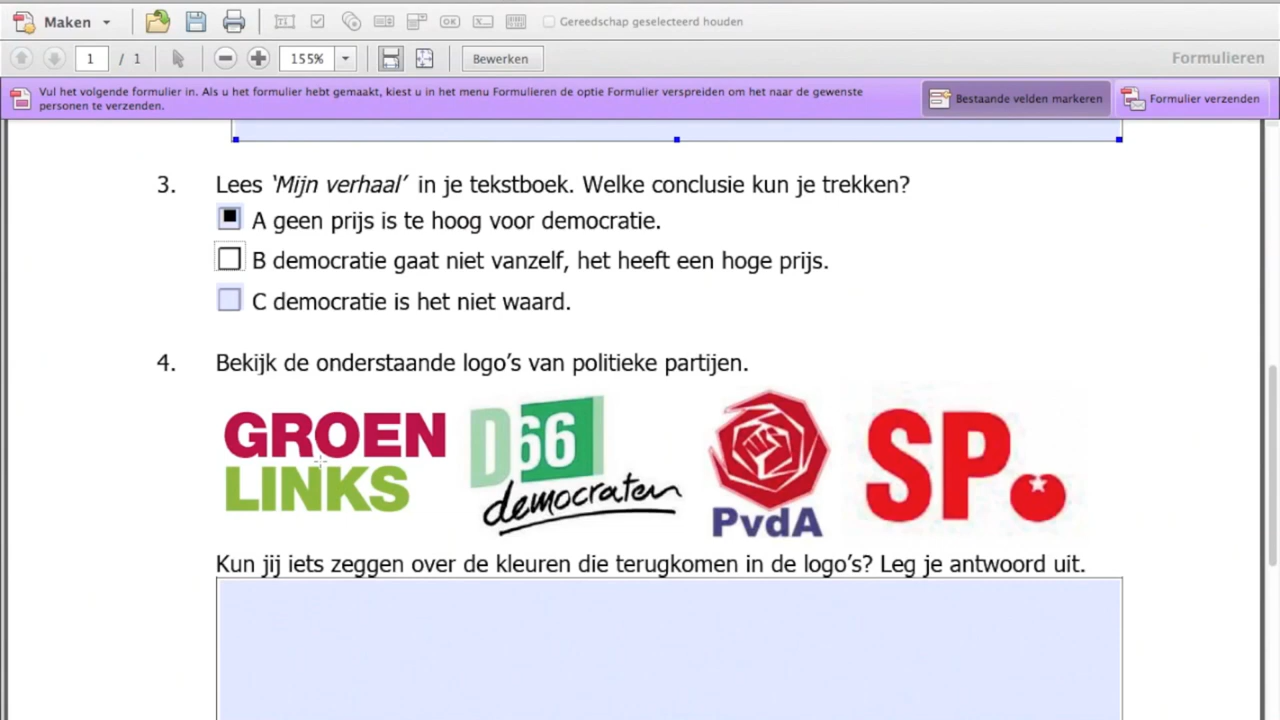 Maken
OK
Gereedschap geselecteerd houden
1 / 1
155%
Bewerken
Formulieren
Vul het volgende formulier in. Als u het formulier hebt gemaakt, kiest u in het menu Formulieren de optie Formulier verspreiden om het naar de gewenste
personen te verzenden.
Bestaande velden markeren
Formulier verzenden
3. Lees ‘Mijn verhaal’ in je tekstboek. Welke conclusie kun je trekken?
A geen prijs is te hoog voor democratie.
B democratie gaat niet vanzelf, het heeft een hoge prijs.
C democratie is het niet waard.
4. Bekijk de onderstaande logo’s van politieke partijen.
GROEN
LINKS
D66
democraten
PvdA
SP.
Kun jij iets zeggen over de kleuren die terugkomen in de logo’s? Leg je antwoord uit.